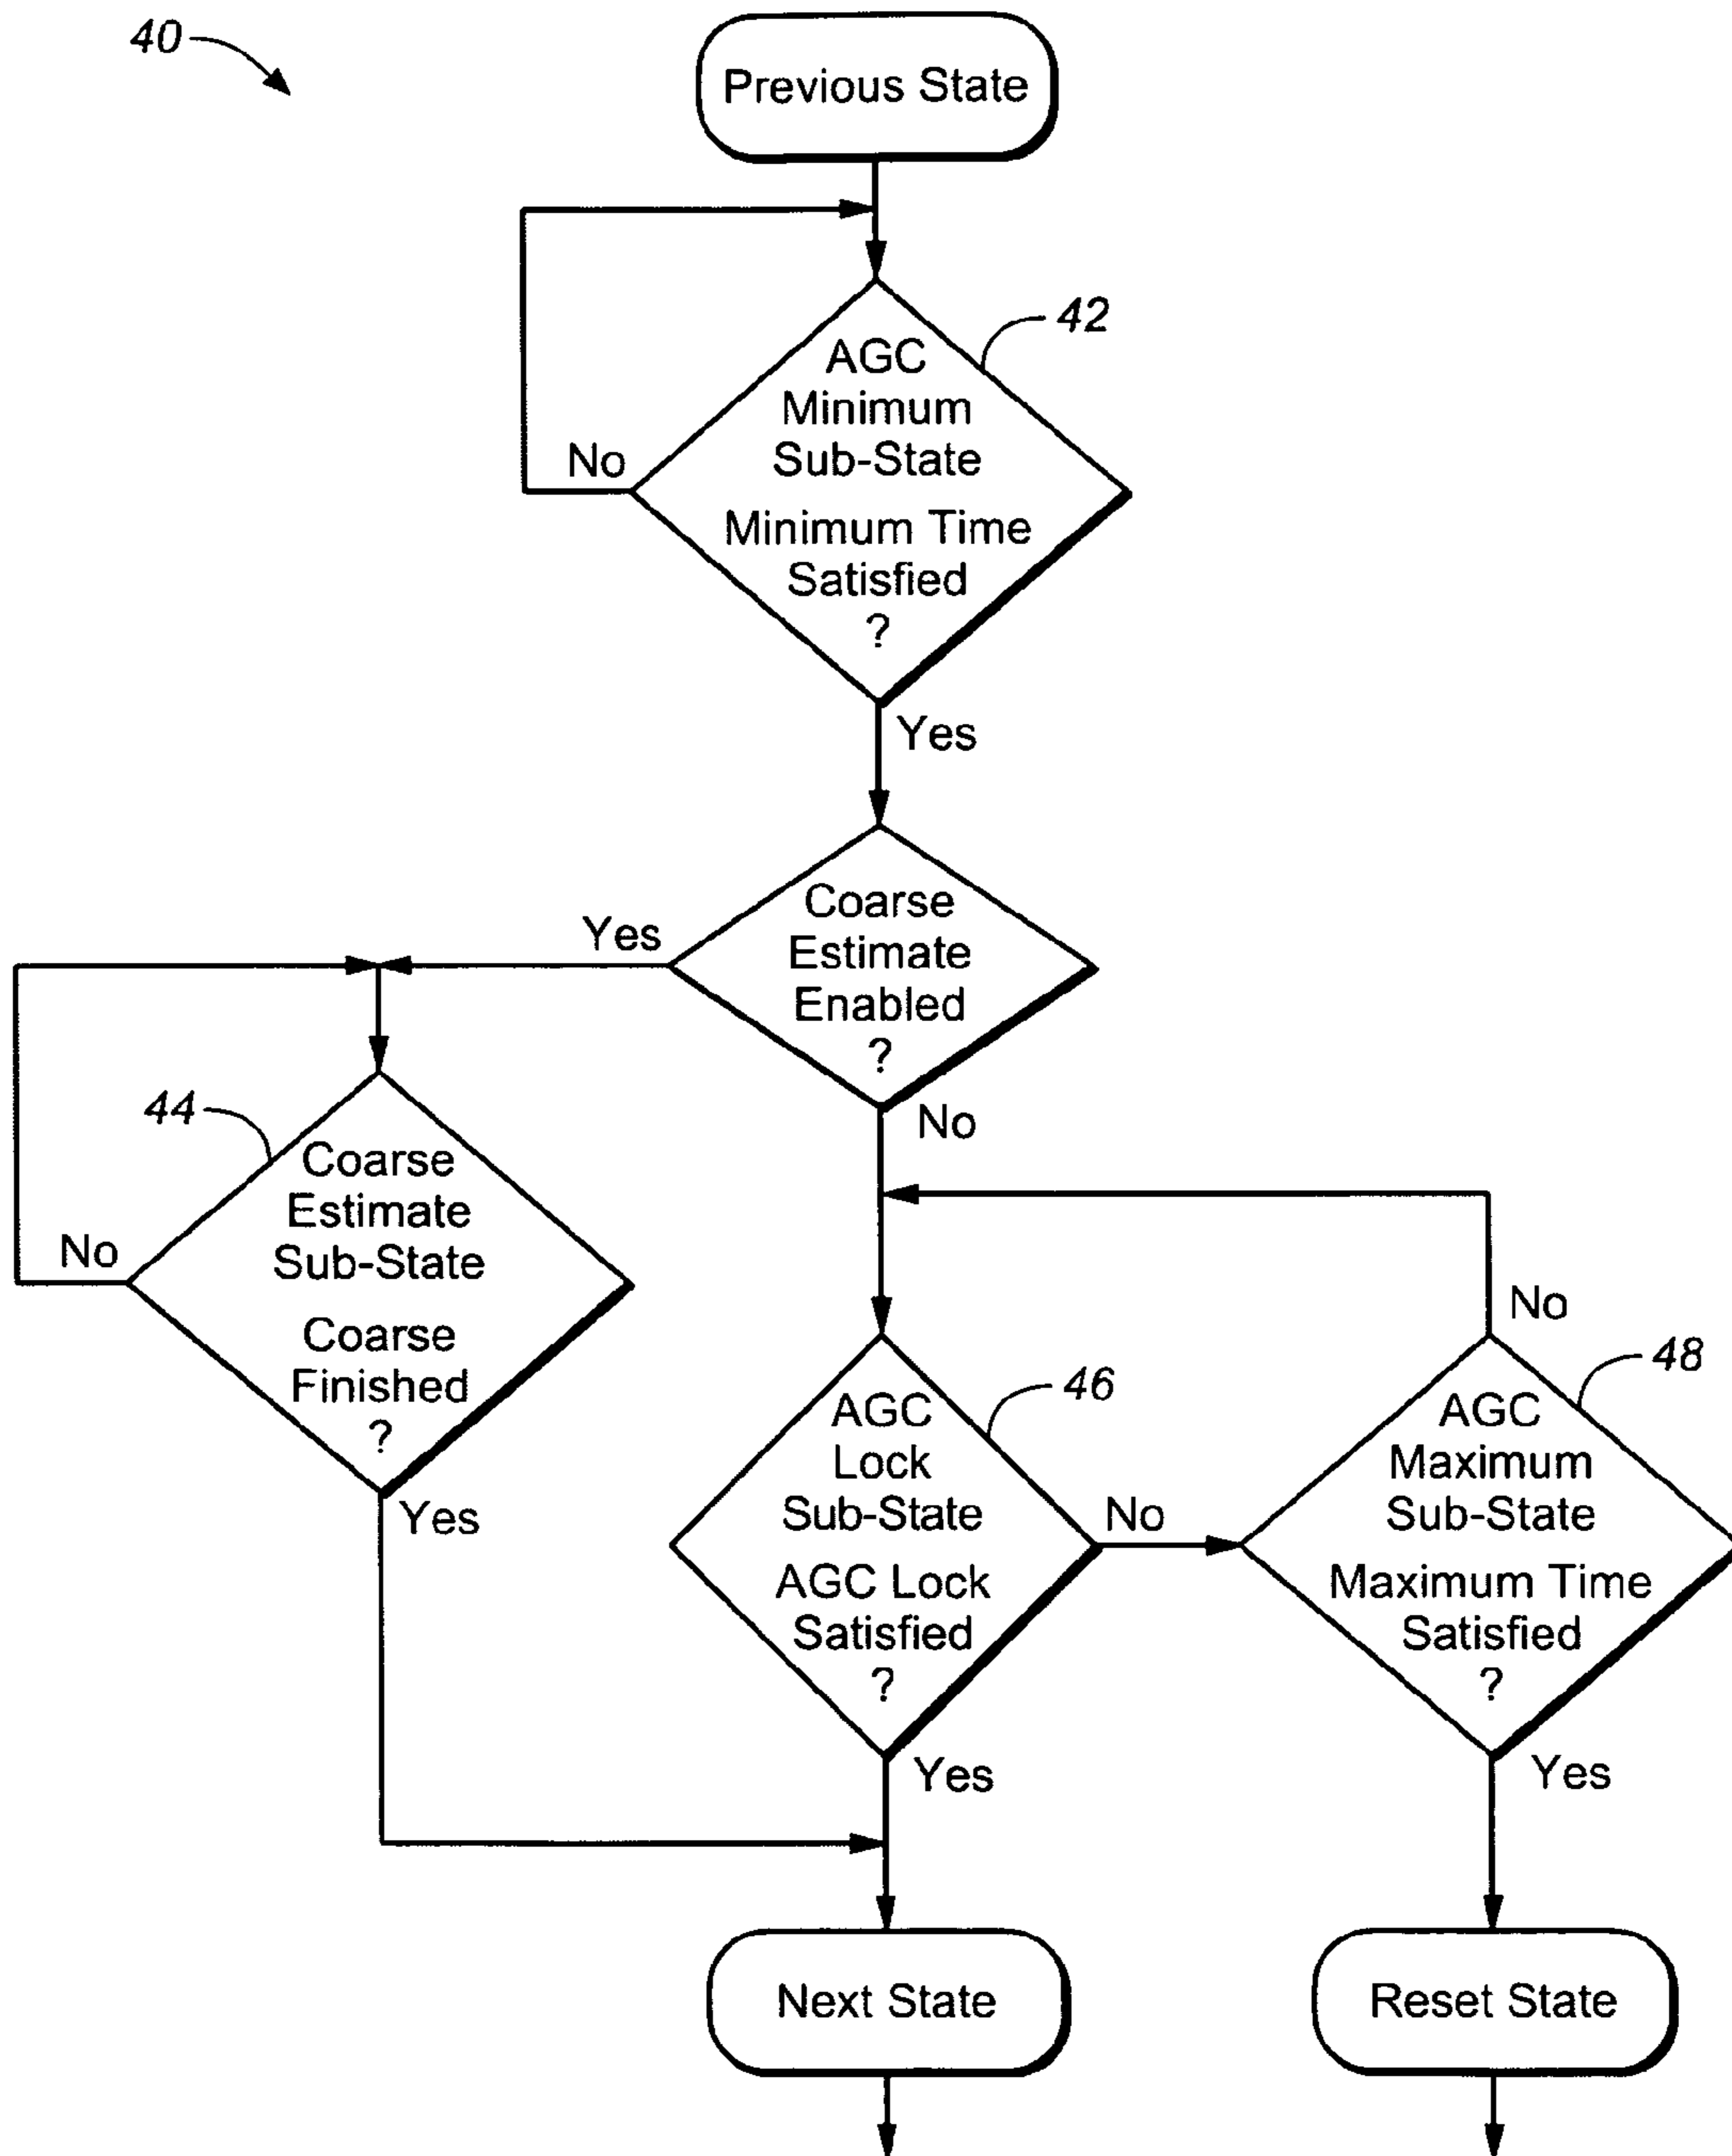 40
Previous State
42
AGC
Minimum
Sub-State
Minimum Time
Satisfied
?
No
Yes
Coarse
Estimate
Enabled
?
Yes
No
44
Coarse
Estimate
Sub-State
Coarse
Finished
?
No
Yes
46
AGC
Lock
Sub-State
AGC Lock
Satisfied
?
No
Yes
48
No
AGC
Maximum
Sub-State
Maximum Time
Satisfied
?
Yes
Next State
Reset State